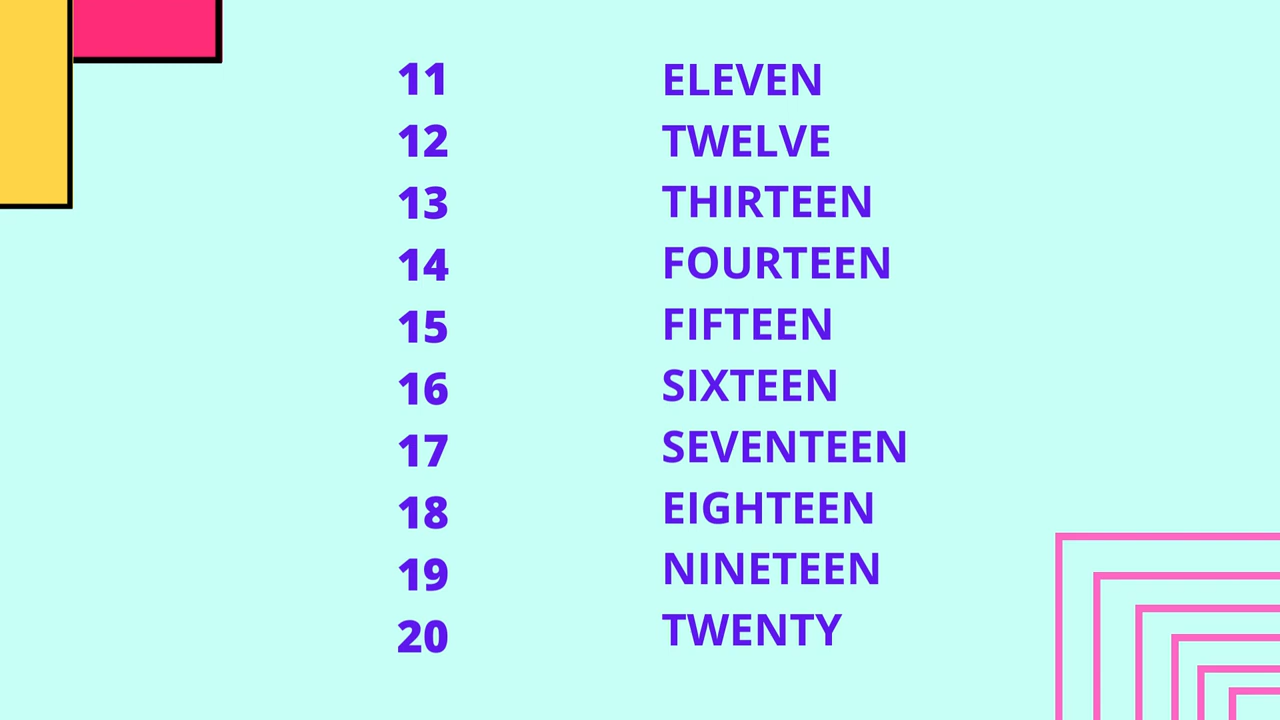 11 ELEVEN
12 TWELVE
13 THIRTEEN
14 FOURTEEN
15 FIFTEEN
16 SIXTEEN
17 SEVENTEEN
18 EIGHTEEN
19 NINETEEN
20 TWENTY